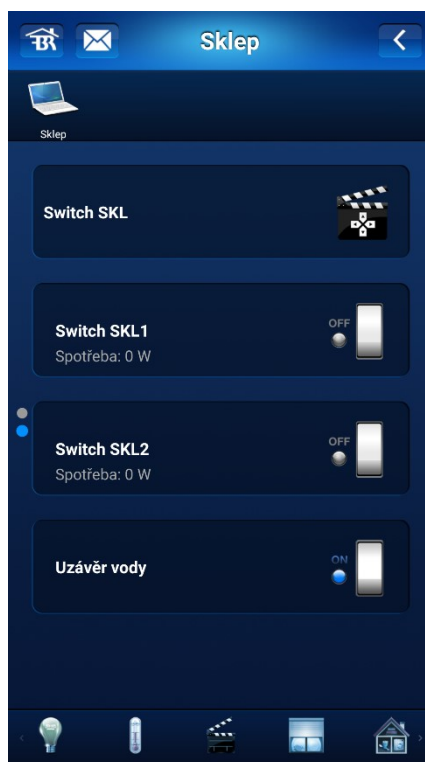 Sklep
Sklep
Switch SKL
Switch SKL1
OFF
Spotřeba: 0 W
Switch SKL2
OFF
Spotřeba: 0 W
Uzávěr vody
ON